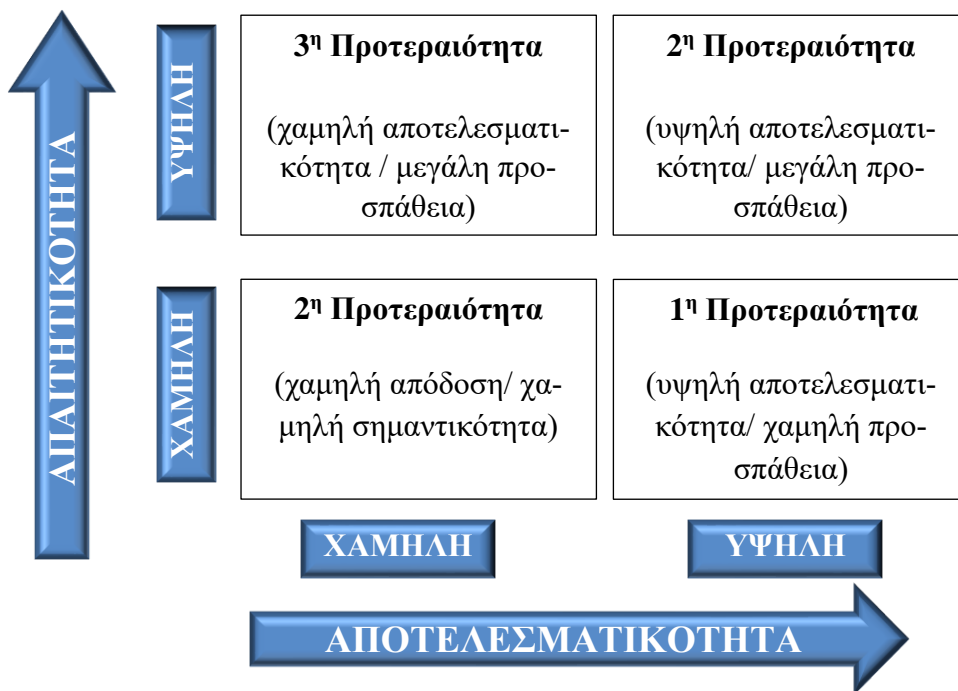 ΑΠΑΙΤΗΤΙΚΟΤΗΤΑ
ΥΨΗΛΗ
3η Προτεραιότητα
(χαμηλή αποτελεσματι-
κότητα / μεγάλη προ-
σπάθεια)
2η Προτεραιότητα
(υψηλή αποτελεσματι-
κότητα/ μεγάλη προ-
σπάθεια)
ΧΑΜΗΛΗ
2η Προτεραιότητα
(χαμηλή απόδοση/ χα-
μηλή σημαντικότητα)
1η Προτεραιότητα
(υψηλή αποτελεσματι-
κότητα/ χαμηλή προ-
σπάθεια)
ΧΑΜΗΛΗ
ΥΨΗΛΗ
ΑΠΟΤΕΛΕΣΜΑΤΙΚΟΤΗΤΑ